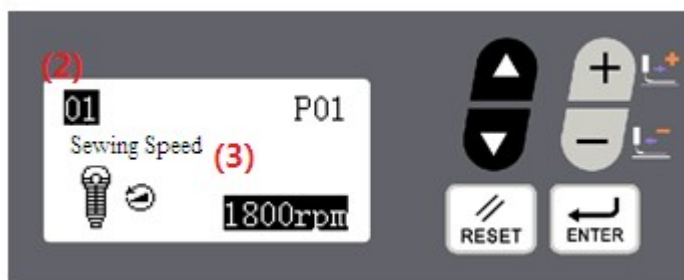 (2)
01 P01
Sewing Speed (3)
1800rpm
+
−
RESET ENTER